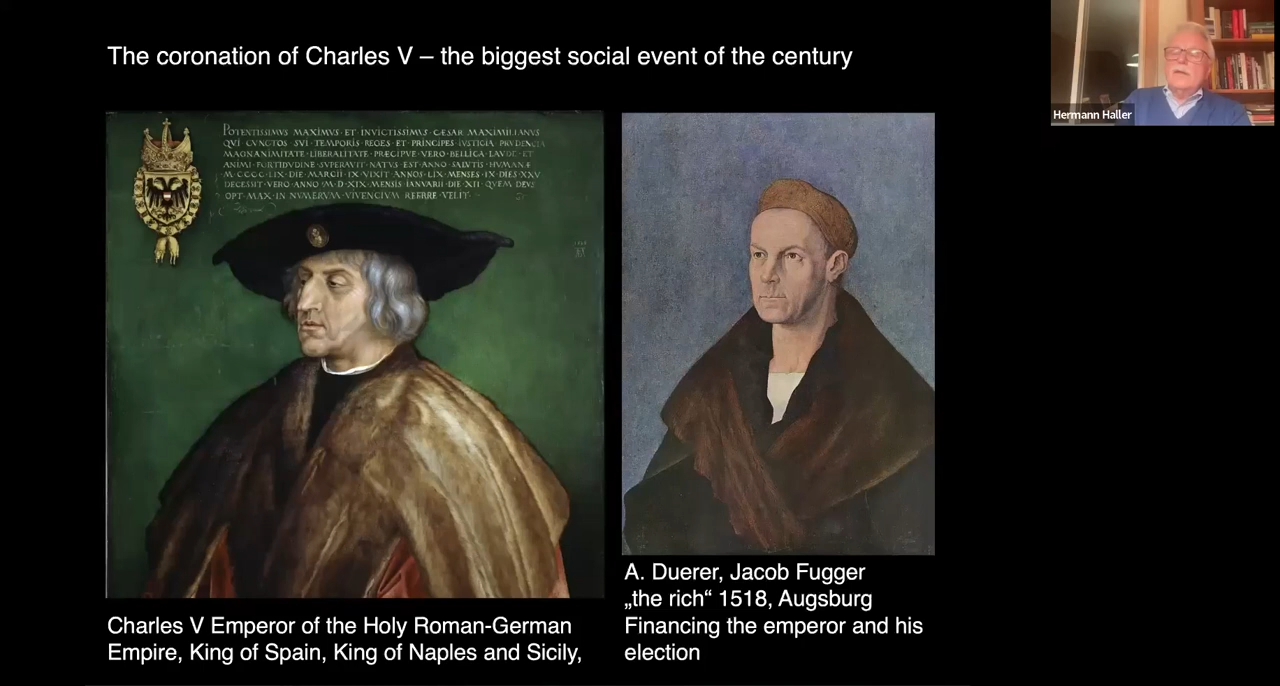 The coronation of Charles V – the biggest social event of the century
Hermann Haller
POTENTISSIMVS · MAXIMVS · ET · INVICTISSIMVS · CÆSAR · MAXIMILIANVS
QVI · CVNCTOS · SVI · TEMPORIS · REGES · ET · PRINCIPES · IVSTICIA · PRVDENCIA
MAGNANIMITATE · LIBERALITATE · PRÆCIPVE · VERO · BELLICA · LAVDE · ET
ANIMI · FORTIDVDINE · SVPERAVIT · NATVS · EST · ANNO · SALVTIS · HVMANÆ
M · CCCC · LIX · DIE · MARCII · IX · VIXIT · ANNOS · LIX · MENSES · IX · DIES · XXV
DECESSIT · VERO · ANNO · M · D · XIX · MENSIS · IANVARII · DIE · XII · QVEM · DEVS
OPT · MAX · IN · NVMERVM · VIVENCIVM · REFERRE · VELIT
Charles V Emperor of the Holy Roman-German
Empire, King of Spain, King of Naples and Sicily,
A. Duerer, Jacob Fugger
„the rich“ 1518, Augsburg
Financing the emperor and his
election